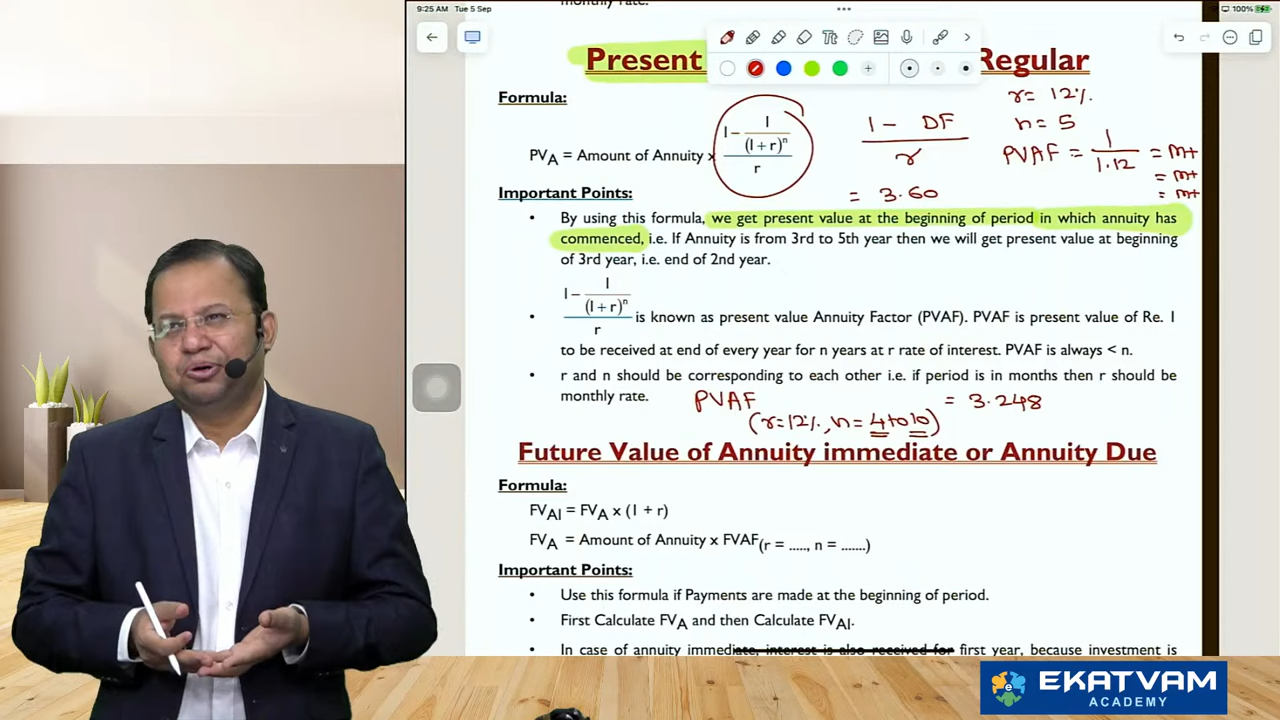 9:25 AM Tue 5 Sep
100%
monthly rate.
Present
Regular
Formula:
r = 12%.
n = 5
PV_A = Amount of Annuity × (1 - 1/(1+r)^n) / r
(1 - DF) / r
= 3.60
PVAF = 1/1.12 = M+
= M+
= M+
Important Points:
• By using this formula, we get present value at the beginning of period in which annuity has
commenced, i.e. If Annuity is from 3rd to 5th year then we will get present value at beginning
of 3rd year, i.e. end of 2nd year.
• (1 - 1/(1+r)^n) / r is known as present value Annuity Factor (PVAF). PVAF is present value of Re. 1
to be received at end of every year for n years at r rate of interest. PVAF is always < n.
• r and n should be corresponding to each other i.e. if period is in months then r should be
monthly rate.
PVAF (r=12%, n= 4 to 10) = 3.248
Future Value of Annuity immediate or Annuity Due
Formula:
FV_AI = FV_A x (1 + r)
FV_A = Amount of Annuity x FVAF(r = ....., n = .......)
Important Points:
• Use this formula if Payments are made at the beginning of period.
• First Calculate FV_A and then Calculate FV_AI.
• In case of annuity immediate, interest is also received for first year, because investment is
EKATVAM
ACADEMY